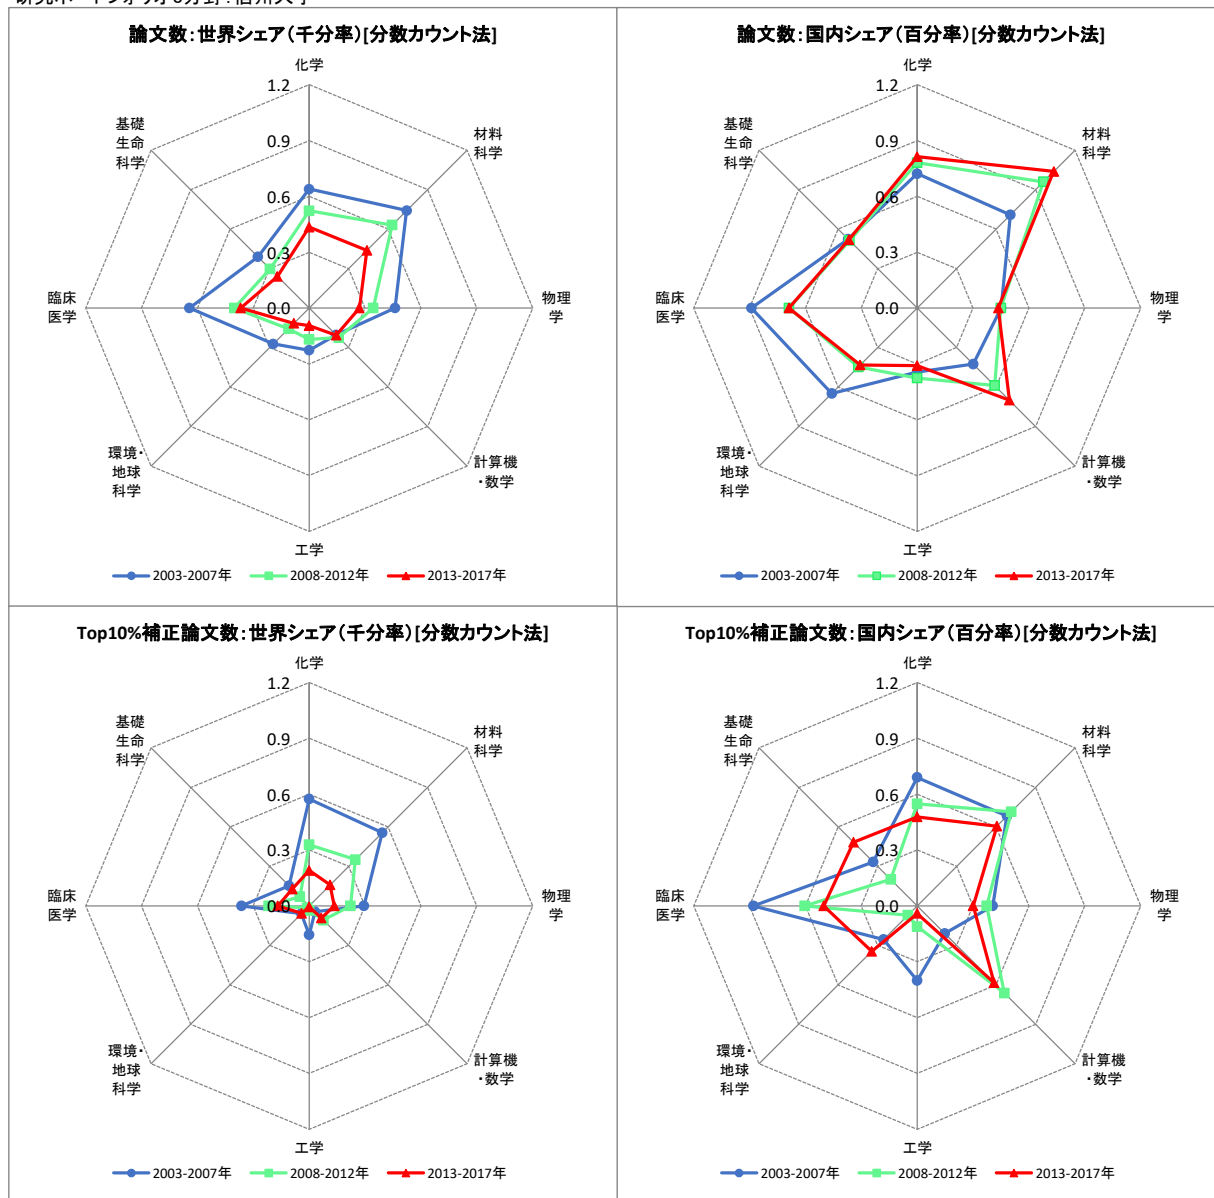 論文数:世界シェア(千分率)[分数カウント法]
化学
1.2
0.9
0.6
0.3
0.0
材料
科学
物理
学
計算機
・数学
工学
環境・
地球
科学
臨床
医学
基礎
生命
科学
2003-2007年 2008-2012年 2013-2017年
論文数:国内シェア(百分率)[分数カウント法]
化学
1.2
0.9
0.6
0.3
0.0
材料
科学
物理
学
計算機
・数学
工学
環境・
地球
科学
臨床
医学
基礎
生命
科学
2003-2007年 2008-2012年 2013-2017年
Top10%補正論文数:世界シェア(千分率)[分数カウント法]
化学
1.2
0.9
0.6
0.3
0.0
材料
科学
物理
学
計算機
・数学
工学
環境・
地球
科学
臨床
医学
基礎
生命
科学
2003-2007年 2008-2012年 2013-2017年
Top10%補正論文数:国内シェア(百分率)[分数カウント法]
化学
1.2
0.9
0.6
0.3
0.0
材料
科学
物理
学
計算機
・数学
工学
環境・
地球
科学
臨床
医学
基礎
生命
科学
2003-2007年 2008-2012年 2013-2017年